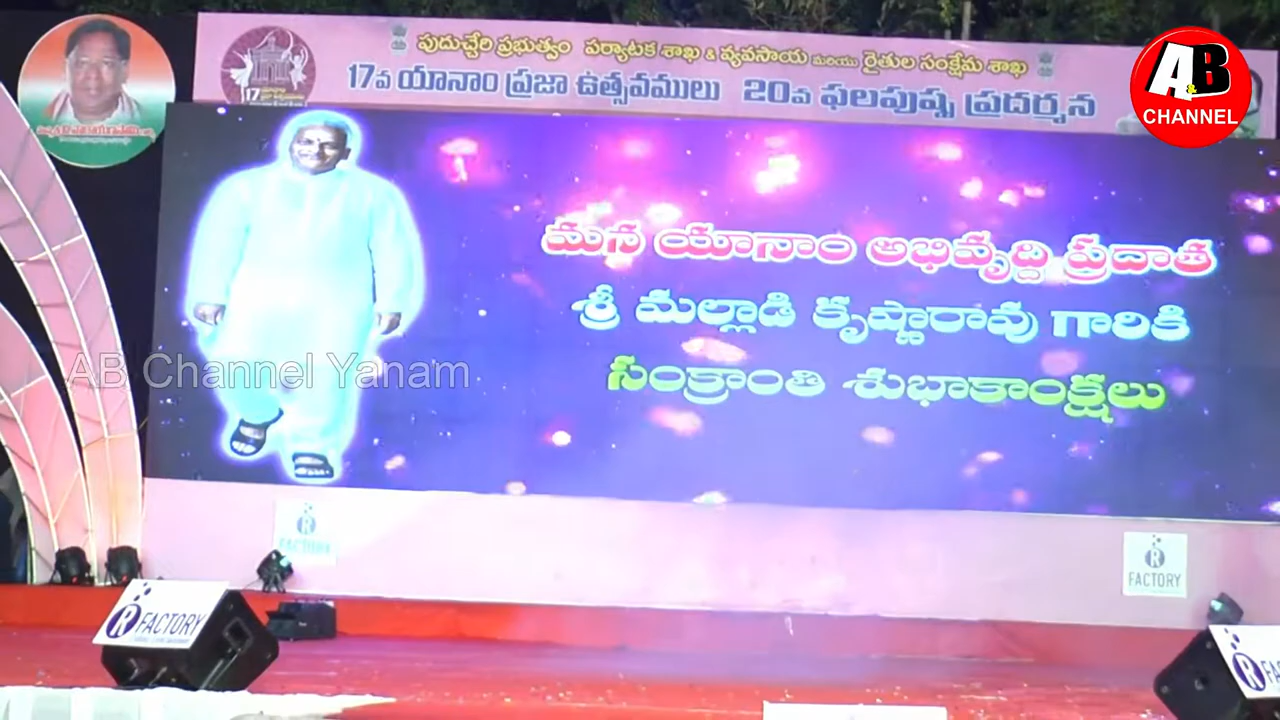 పుదుచ్చేరి ప్రభుత్వం పర్యాటక శాఖ & వ్యవసాయ మరియు రైతుల సంక్షేమ శాఖ
17వ యానాం ప్రజా ఉత్సవములు 20వ ఫలపుష్ప ప్రదర్శన
17
A&B
CHANNEL
మన యానాం అభివృద్ధి ప్రదాత
శ్రీ మల్లాడి కృష్ణారావు గారికి
సంక్రాంతి శుభాకాంక్షలు
AB Channel Yanam
R
FACTORY
R
FACTORY
R FACTORY
R